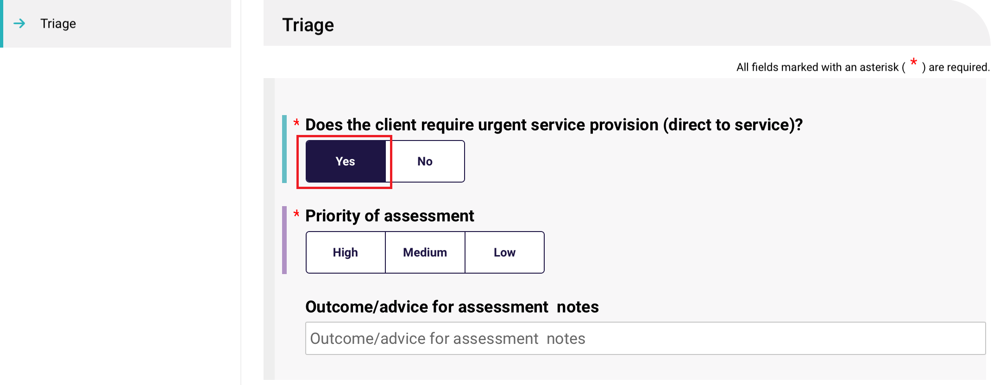 Triage
Triage
All fields marked with an asterisk ( * ) are required.
* Does the client require urgent service provision (direct to service)?
Yes No
* Priority of assessment
High Medium Low
Outcome/advice for assessment  notes
Outcome/advice for assessment  notes